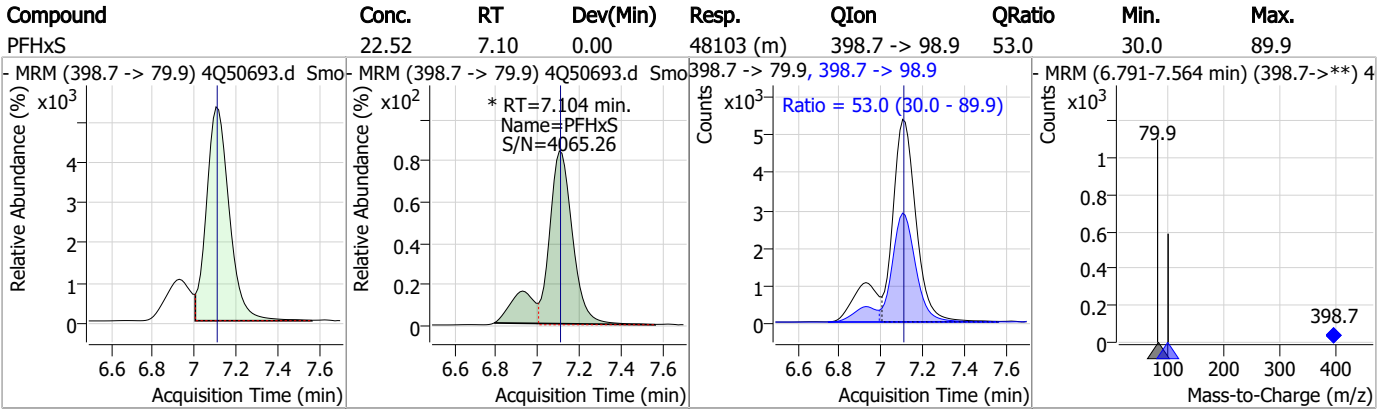 Compound Conc. RT Dev(Min) Resp. QIon QRatio Min. Max.
PFHxS 22.52 7.10 0.00 48103 (m) 398.7 -> 98.9 53.0 30.0 89.9
- MRM (398.7 -> 79.9) 4Q50693.d Smo
x10³
4
3
2
1
0
Relative Abundance (%)
6.6 6.8 7 7.2 7.4 7.6
Acquisition Time (min)
- MRM (398.7 -> 79.9) 4Q50693.d Smo
x10²
* RT=7.104 min.
Name=PFHxS
S/N=4065.26
0.8
0.6
0.4
0.2
0
Relative Abundance (%)
6.6 6.8 7 7.2 7.4 7.6
Acquisition Time (min)
398.7 -> 79.9, 398.7 -> 98.9
x10³
Ratio = 53.0 (30.0 - 89.9)
5
4
3
2
1
0
Counts
6.6 6.8 7 7.2 7.4 7.6
Acquisition Time (min)
- MRM (6.791-7.564 min) (398.7->**) 4
x10³
79.9
1
0.8
0.6
0.4
0.2
0
398.7
Counts
100 200 300 400
Mass-to-Charge (m/z)